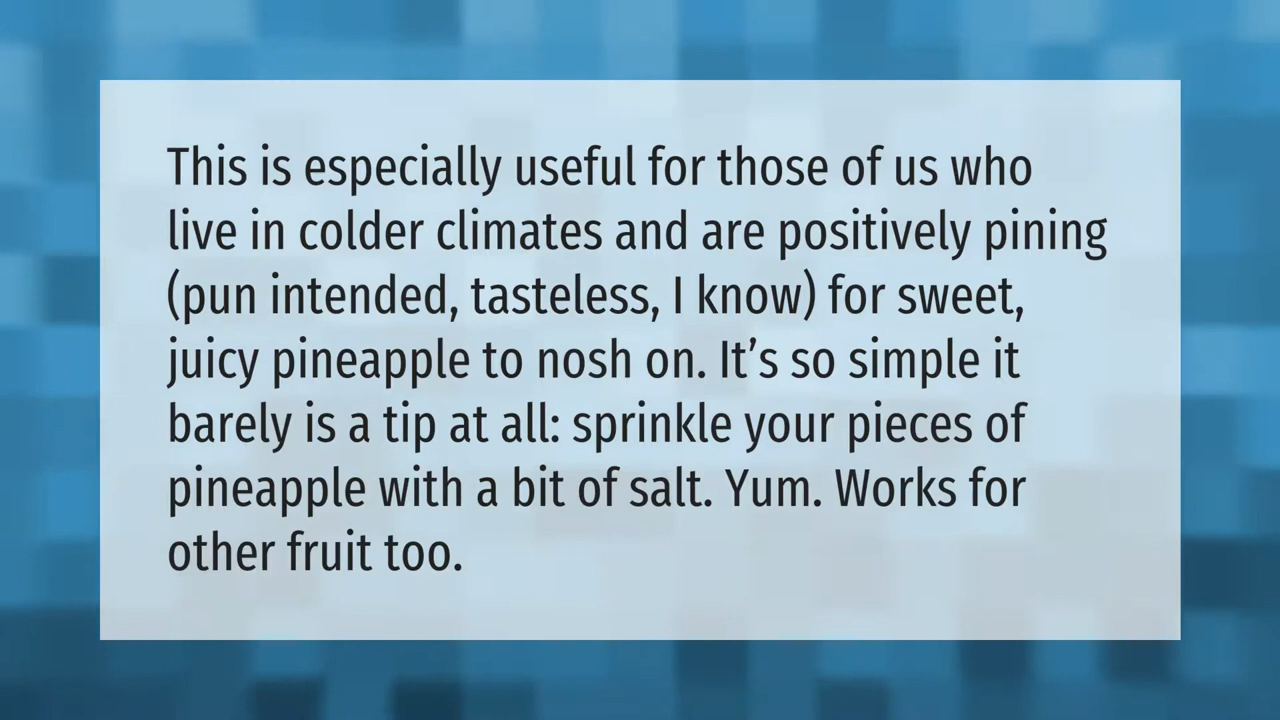 This is especially useful for those of us who
live in colder climates and are positively pining
(pun intended, tasteless, I know) for sweet,
juicy pineapple to nosh on. It’s so simple it
barely is a tip at all: sprinkle your pieces of
pineapple with a bit of salt. Yum. Works for
other fruit too.